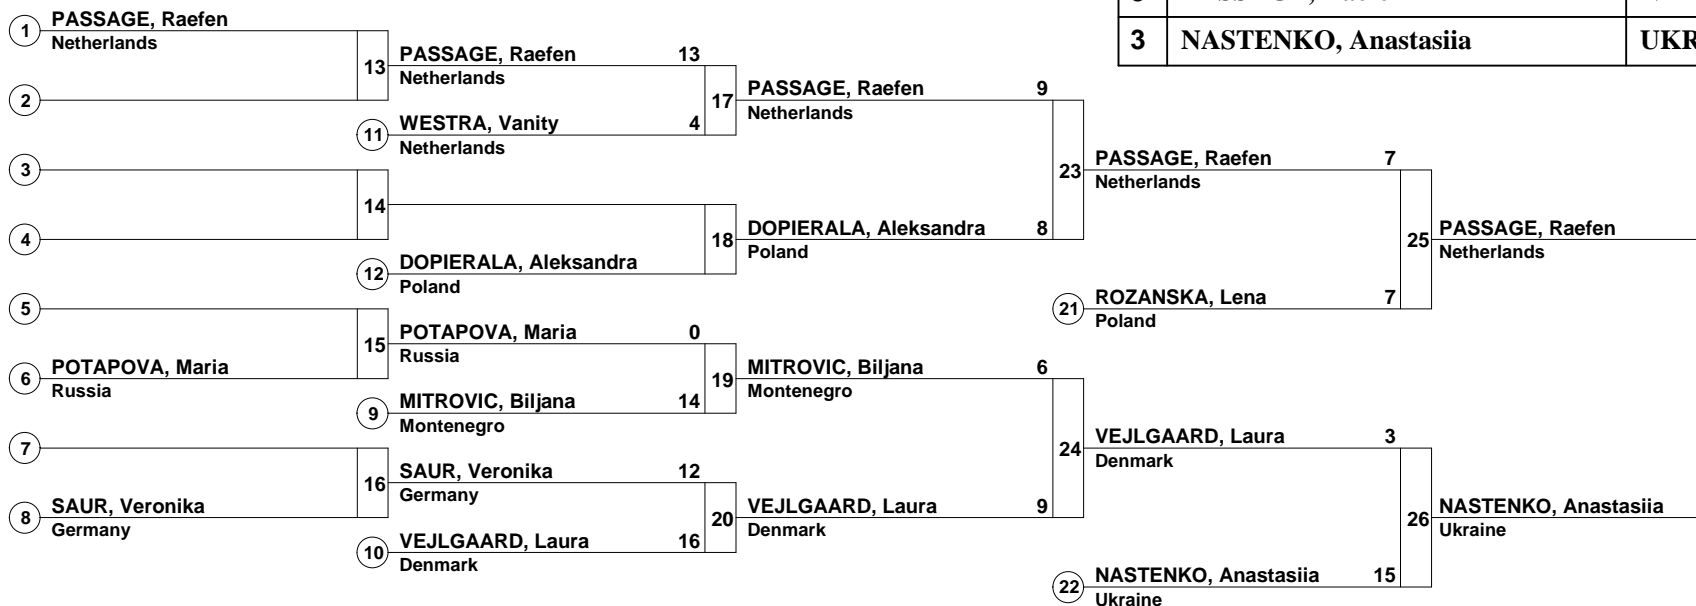 3 NASTENKO, Anastasiia UKR
1 PASSAGE, Raefen
Netherlands
2
3
4
5
6 POTAPOVA, Maria
Russia
7
8 SAUR, Veronika
Germany
13 PASSAGE, Raefen 13
Netherlands
11 WESTRA, Vanity 4
Netherlands
14
12 DOPIERALA, Aleksandra
Poland
15 POTAPOVA, Maria 0
Russia
9 MITROVIC, Biljana 14
Montenegro
16 SAUR, Veronika 12
Germany
10 VEJLGAARD, Laura 16
Denmark
17 PASSAGE, Raefen 9
Netherlands
18 DOPIERALA, Aleksandra 8
Poland
19 MITROVIC, Biljana 6
Montenegro
20 VEJLGAARD, Laura 9
Denmark
23 PASSAGE, Raefen 7
Netherlands
21 ROZANSKA, Lena 7
Poland
24 VEJLGAARD, Laura 3
Denmark
22 NASTENKO, Anastasiia 15
Ukraine
25 PASSAGE, Raefen
Netherlands
26 NASTENKO, Anastasiia
Ukraine